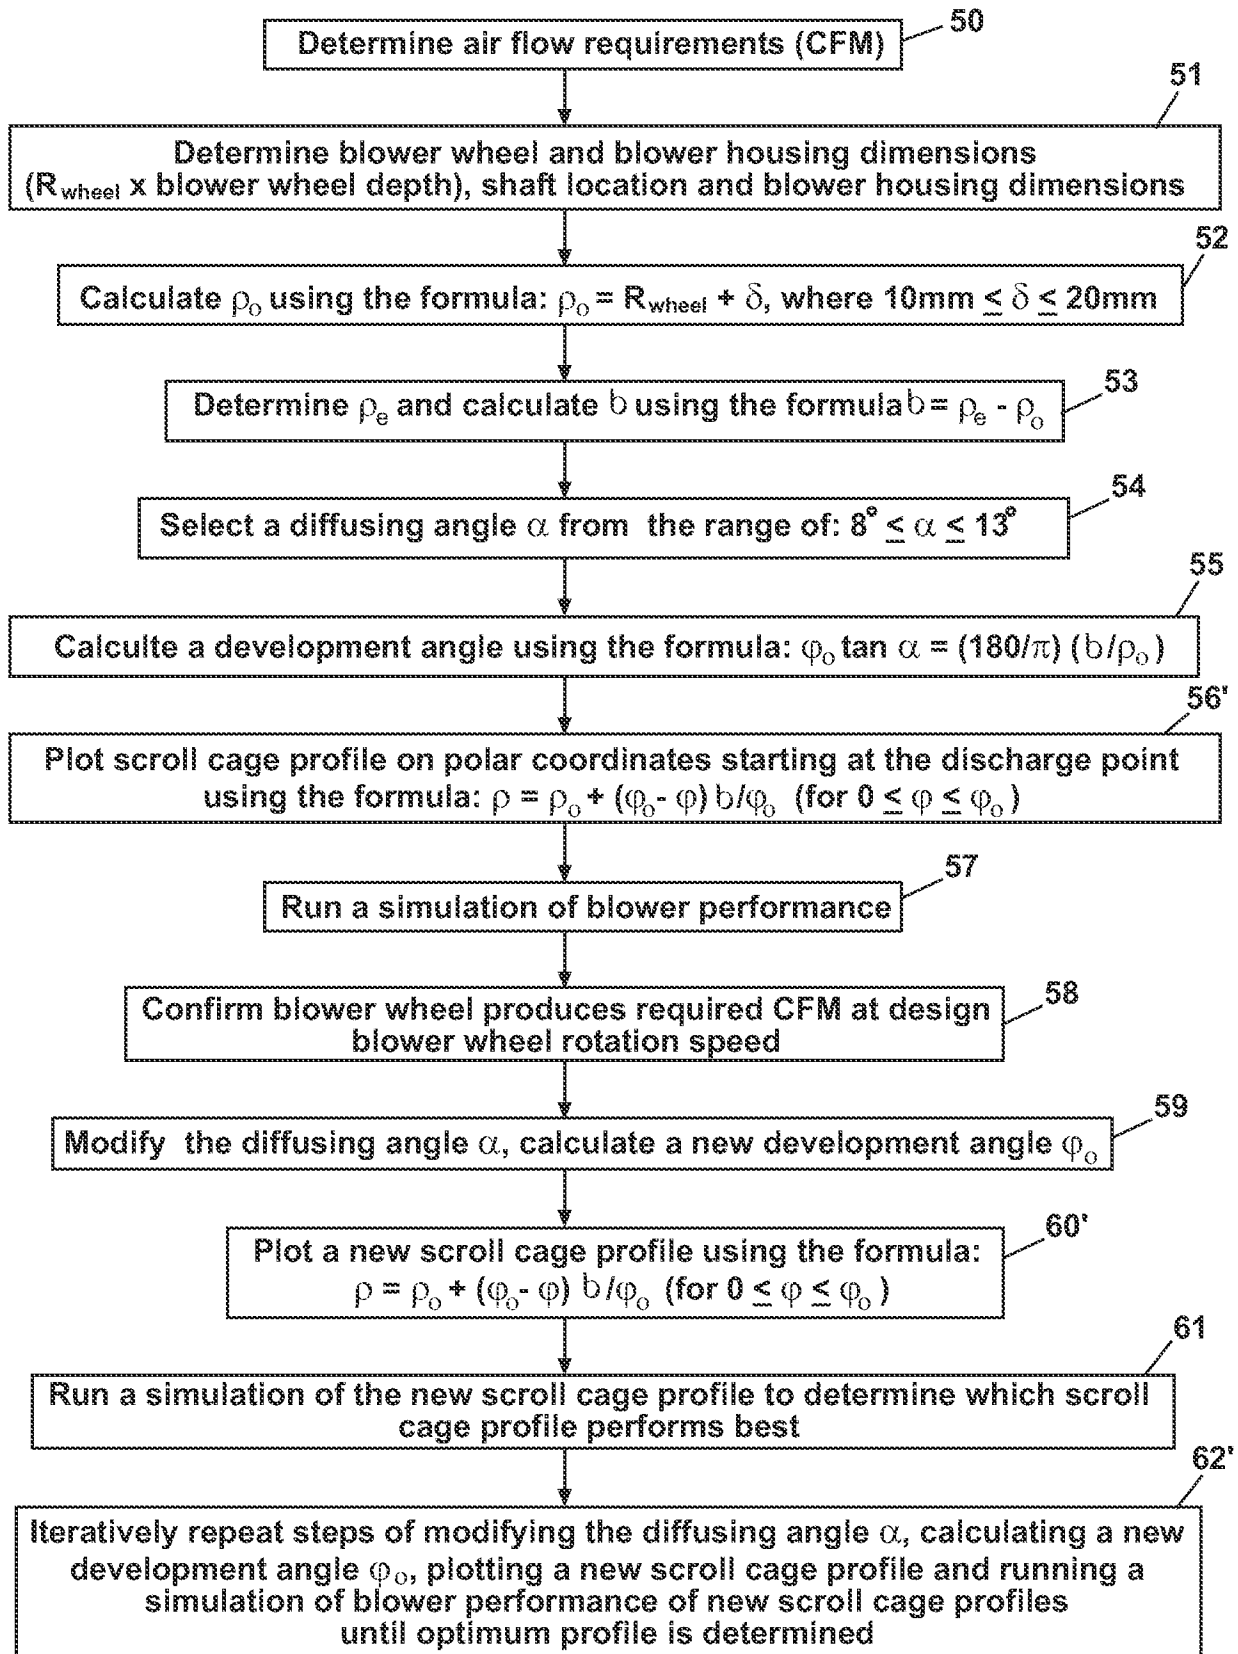 50
Determine air flow requirements (CFM)
51
Determine blower wheel and blower housing dimensions
(Rwheel x blower wheel depth), shaft location and blower housing dimensions
52
Calculate ρo using the formula: ρo = Rwheel + δ, where 10mm ≤ δ ≤ 20mm
53
Determine ρe and calculate b using the formula b = ρe - ρo
54
Select a diffusing angle α from the range of: 8° ≤ α ≤ 13°
55
Calculte a development angle using the formula: φo tan α = (180/π) (b/ρo)
56'
Plot scroll cage profile on polar coordinates starting at the discharge point
using the formula: ρ = ρo + (φo- φ) b/φo (for 0 ≤ φ ≤ φo)
57
Run a simulation of blower performance
58
Confirm blower wheel produces required CFM at design
blower wheel rotation speed
59
Modify the diffusing angle α, calculate a new development angle φo
60'
Plot a new scroll cage profile using the formula:
ρ = ρo + (φo- φ) b/φo (for 0 ≤ φ ≤ φo)
61
Run a simulation of the new scroll cage profile to determine which scroll
cage profile performs best
62'
Iteratively repeat steps of modifying the diffusing angle α, calculating a new
development angle φo, plotting a new scroll cage profile and running a
simulation of blower performance of new scroll cage profiles
until optimum profile is determined